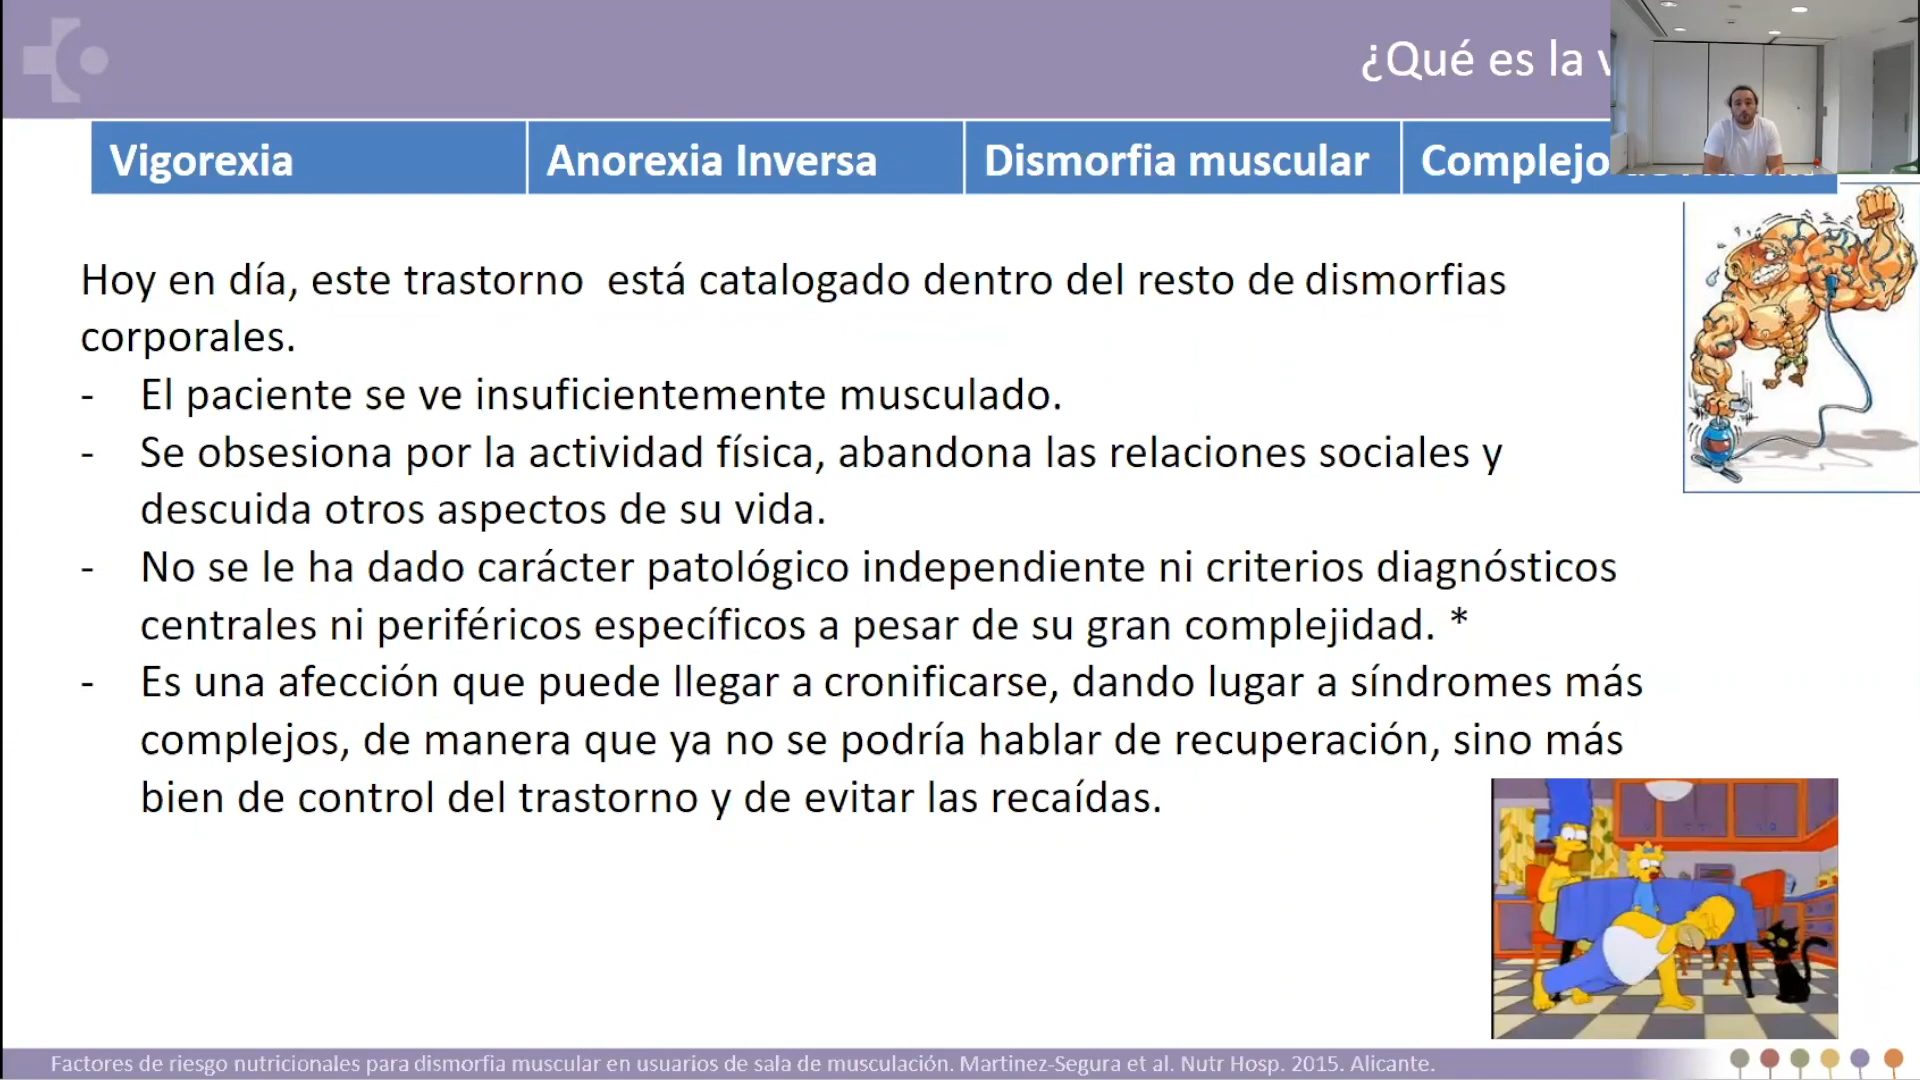 ¿Qué es la
Vigorexia
Anorexia Inversa
Dismorfia muscular
Complejo
Hoy en día, este trastorno está catalogado dentro del resto de dismorfias
corporales.
- El paciente se ve insuficientemente musculado.
- Se obsesiona por la actividad física, abandona las relaciones sociales y
descuida otros aspectos de su vida.
- No se le ha dado carácter patológico independiente ni criterios diagnósticos
centrales ni periféricos específicos a pesar de su gran complejidad. *
- Es una afección que puede llegar a cronificarse, dando lugar a síndromes más
complejos, de manera que ya no se podría hablar de recuperación, sino más
bien de control del trastorno y de evitar las recaídas.
Factores de riesgo nutricionales para dismorfia muscular en usuarios de sala de musculación. Martinez-Segura et al. Nutr Hosp. 2015. Alicante.